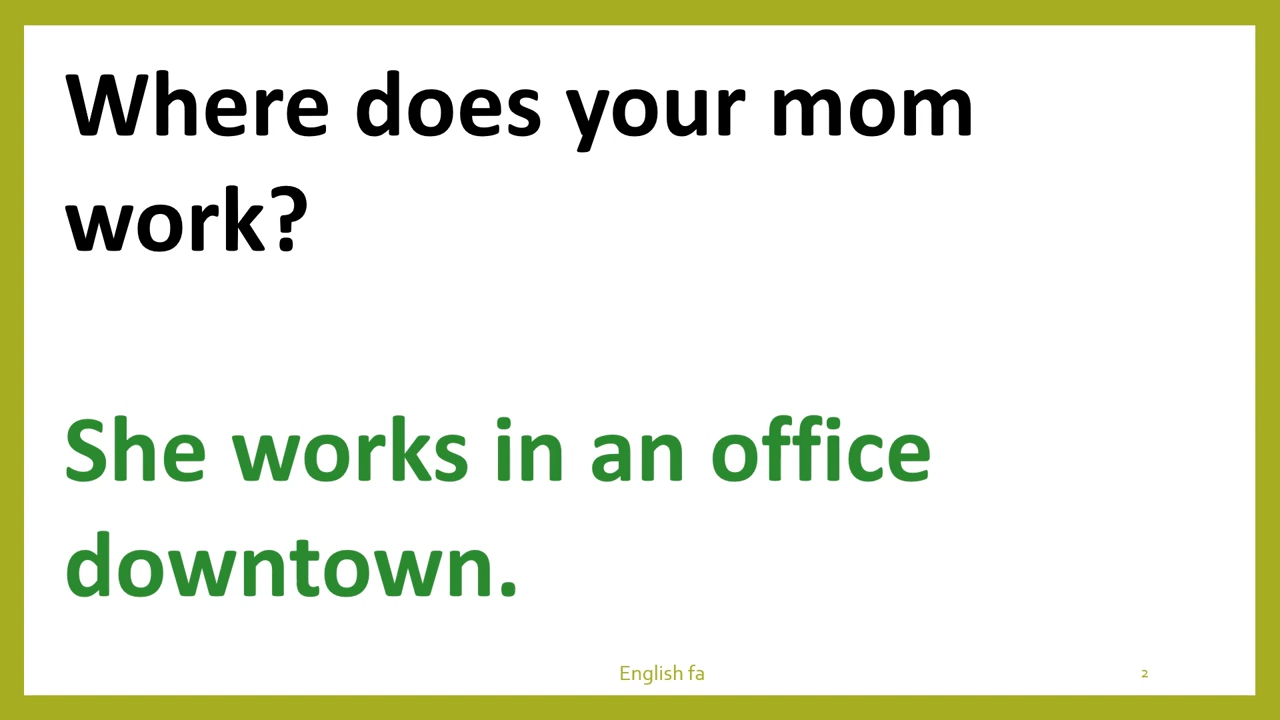 Where does your mom
work?
She works in an office
downtown.
English fa
2